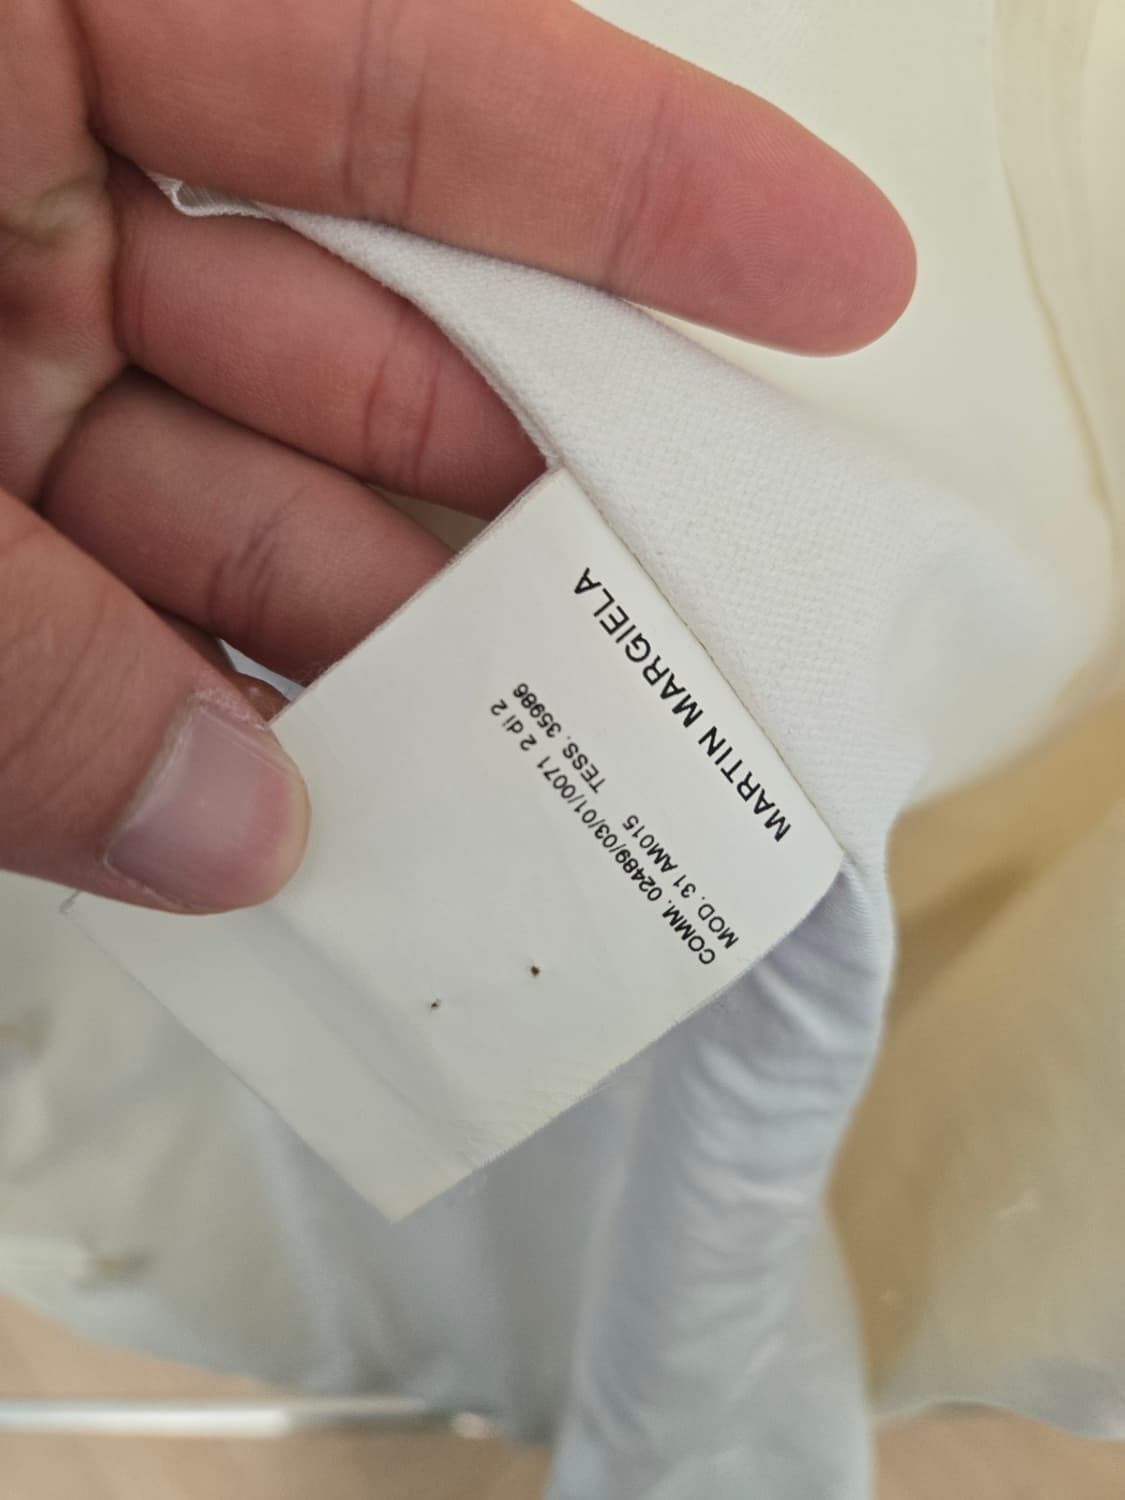 MARTIN MARGIELA
MOD. 31 AM015 TESS. 35986
COMM. 02489/03/01/0071 2 di 2